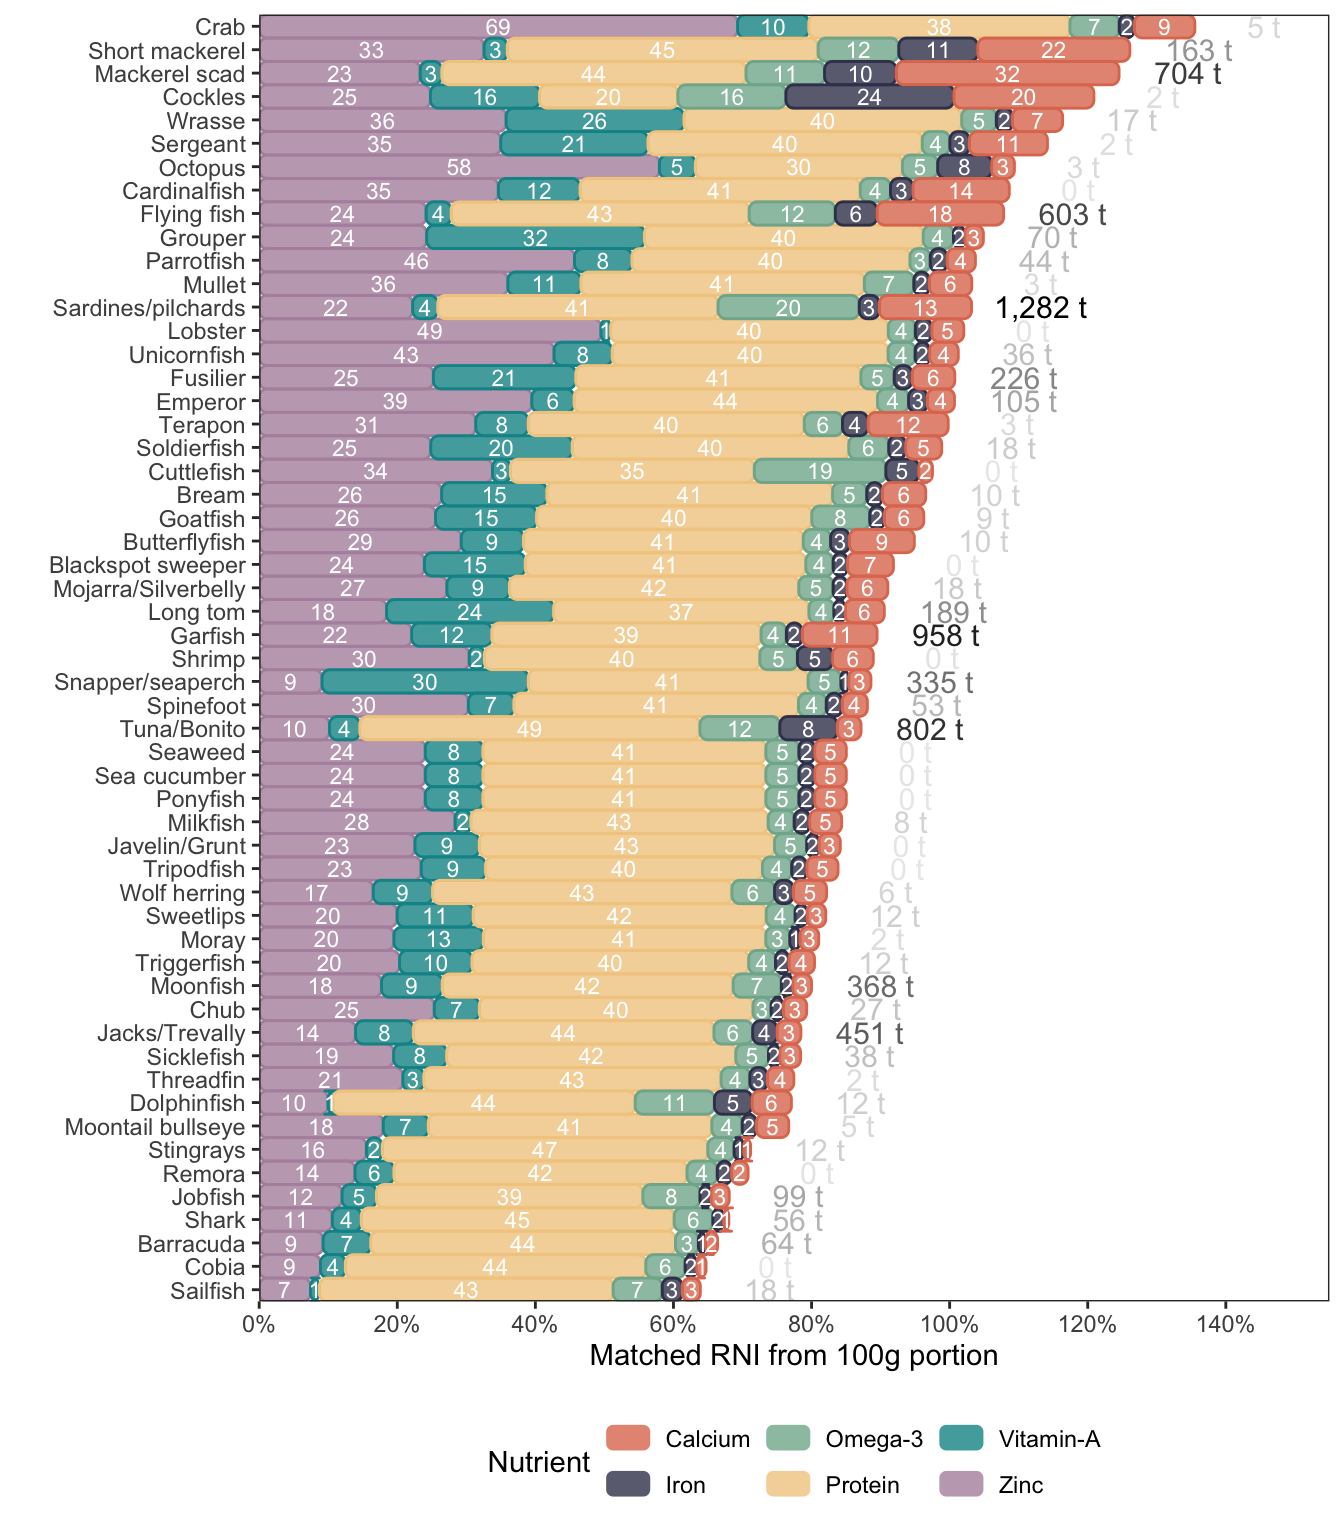 Crab 69 10 38 7 2 9 5 t
Short mackerel 33 3 45 12 11 22 163 t
Mackerel scad 23 3 44 11 10 32 704 t
Cockles 25 16 20 16 24 20 2 t
Wrasse 36 26 40 5 2 7 17 t
Sergeant 35 21 40 4 3 11 2 t
Octopus 58 5 30 5 8 3 3 t
Cardinalfish 35 12 41 4 3 14 0 t
Flying fish 24 4 43 12 6 18 603 t
Grouper 24 32 40 4 2 3 70 t
Parrotfish 46 8 40 3 2 4 44 t
Mullet 36 11 41 7 2 6 3 t
Sardines/pilchards 22 4 41 20 3 13 1,282 t
Lobster 49 1 40 4 2 5 0 t
Unicornfish 43 8 40 4 2 4 36 t
Fusilier 25 21 41 5 3 6 226 t
Emperor 39 6 44 4 3 4 105 t
Terapon 31 8 40 6 4 12 3 t
Soldierfish 25 20 40 6 2 5 18 t
Cuttlefish 34 3 35 19 5 2 0 t
Bream 26 15 41 5 2 6 10 t
Goatfish 26 15 40 8 2 6 9 t
Butterflyfish 29 9 41 4 3 9 10 t
Blackspot sweeper 24 15 41 4 2 7 0 t
Mojarra/Silverbelly 27 9 42 5 2 6 18 t
Long tom 18 24 37 4 2 6 189 t
Garfish 22 12 39 4 2 11 958 t
Shrimp 30 2 40 5 5 6 0 t
Snapper/seaperch 9 30 41 5 1 3 335 t
Spinefoot 30 7 41 4 2 4 53 t
Tuna/Bonito 10 4 49 12 8 3 802 t
Seaweed 24 8 41 5 2 5 0 t
Sea cucumber 24 8 41 5 2 5 0 t
Ponyfish 24 8 41 5 2 5 0 t
Milkfish 28 2 43 4 2 5 8 t
Javelin/Grunt 23 9 43 5 2 3 0 t
Tripodfish 23 9 40 4 2 5 0 t
Wolf herring 17 9 43 6 3 5 6 t
Sweetlips 20 11 42 4 2 3 12 t
Moray 20 13 41 3 1 3 2 t
Triggerfish 20 10 40 4 2 4 12 t
Moonfish 18 9 42 7 2 3 368 t
Chub 25 7 40 3 2 3 27 t
Jacks/Trevally 14 8 44 6 4 3 451 t
Sicklefish 19 8 42 5 2 3 38 t
Threadfin 21 3 43 4 3 4 2 t
Dolphinfish 10 1 44 11 5 6 12 t
Moontail bullseye 18 7 41 4 2 5 5 t
Stingrays 16 2 47 4 1 1 12 t
Remora 14 6 42 4 2 2 0 t
Jobfish 12 5 39 8 2 3 99 t
Shark 11 4 45 6 2 1 56 t
Barracuda 9 7 44 3 1 2 64 t
Cobia 9 4 44 6 2 1 0 t
Sailfish 7 1 43 7 3 3 18 t
0% 20% 40% 60% 80% 100% 120% 140%
Matched RNI from 100g portion
Nutrient
Calcium Omega-3 Vitamin-A
Iron Protein Zinc